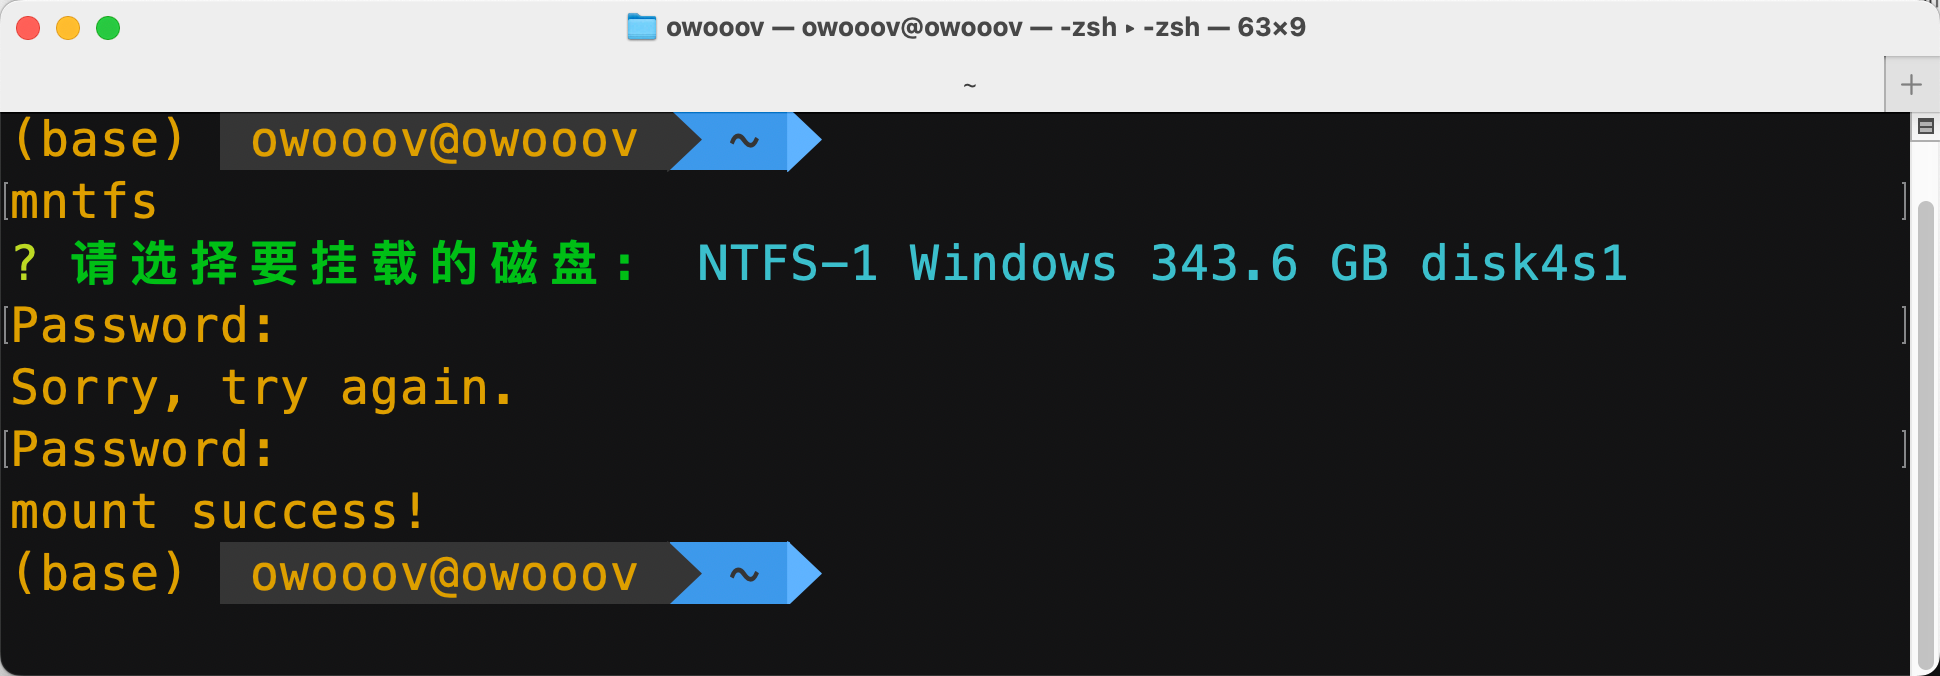 owooov — owooov@owooov — -zsh ▸ -zsh — 63×9
~
(base) owooov@owooov ~
mntfs
? 请选择要挂载的磁盘： NTFS-1 Windows 343.6 GB disk4s1
Password:
Sorry, try again.
Password:
mount success!
(base) owooov@owooov ~